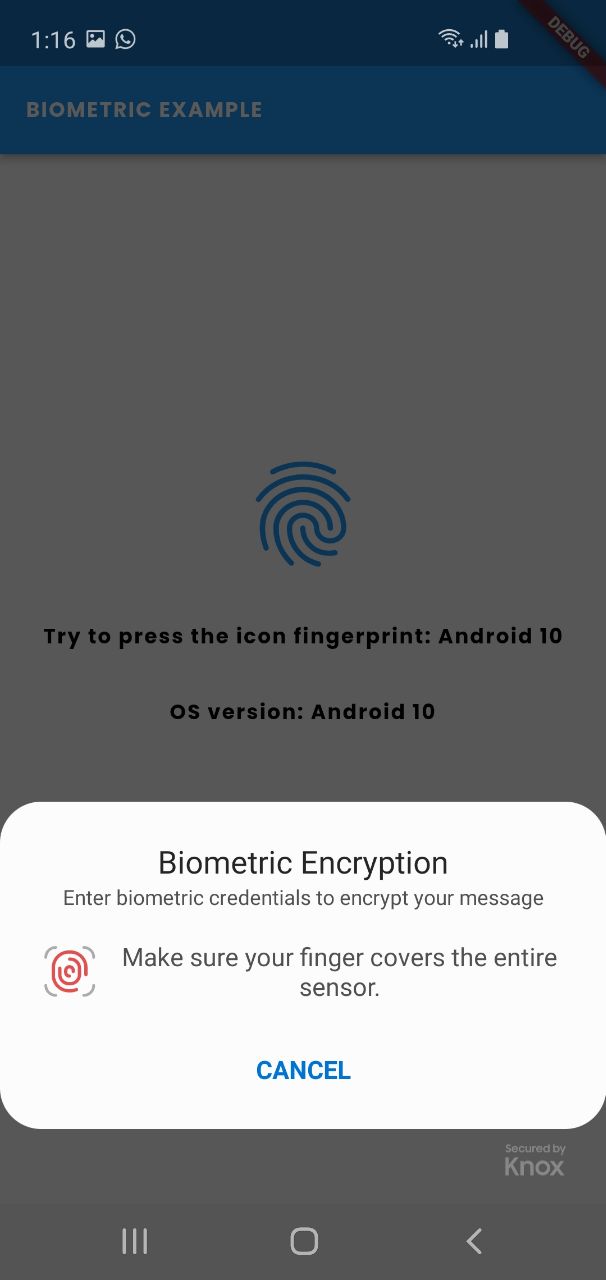 1:16
DEBUG
BIOMETRIC EXAMPLE
Try to press the icon fingerprint: Android 10
OS version: Android 10
Biometric Encryption
Enter biometric credentials to encrypt your message
Make sure your finger covers the entire
sensor.
CANCEL
Secured by
Knox